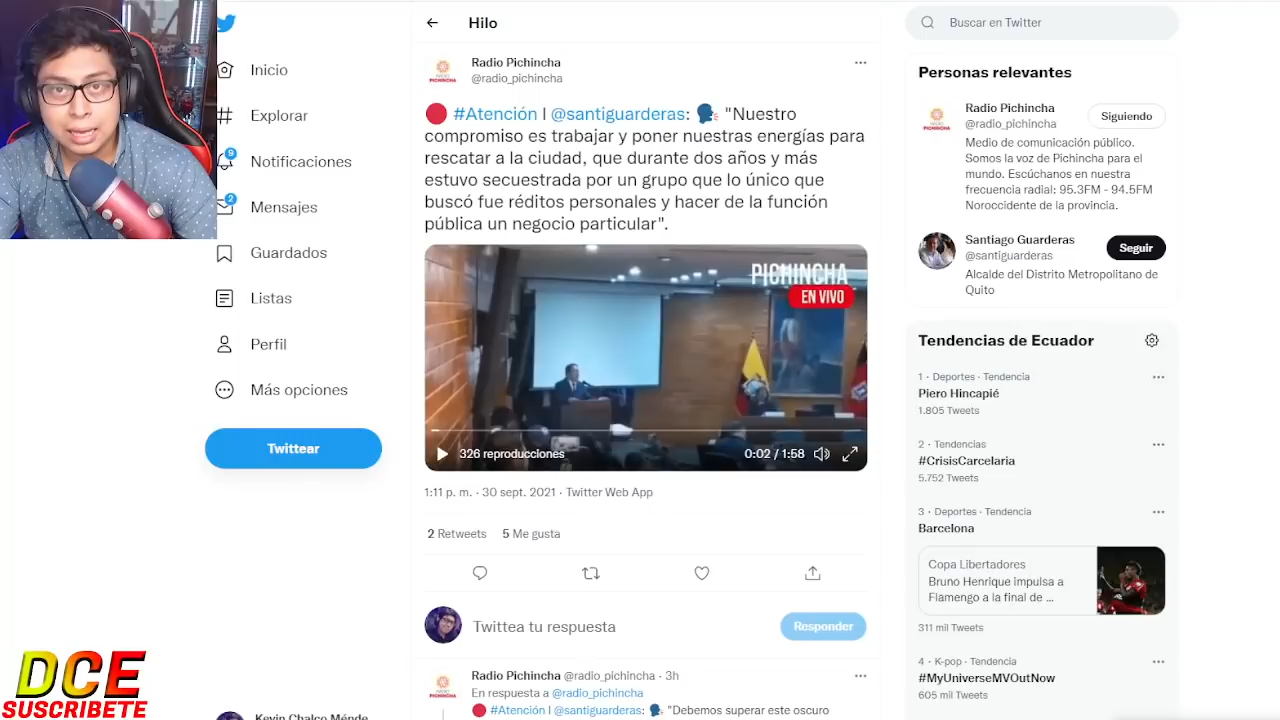 Inicio
Explorar
9
Notificaciones
2
Mensajes
Guardados
Listas
Perfil
Más opciones
Twittear
DCE
SUSCRIBETE
Kevin Chalco Ménde
Hilo
Radio Pichincha
@radio_pichincha
#Atención | @santiguarderas: "Nuestro
compromiso es trabajar y poner nuestras energías para
rescatar a la ciudad, que durante dos años y más
estuvo secuestrada por un grupo que lo único que
buscó fue réditos personales y hacer de la función
pública un negocio particular".
PICHINCHA
EN VIVO
326 reproducciones 0:02 / 1:58
1:11 p. m. · 30 sept. 2021 · Twitter Web App
2 Retweets 5 Me gusta
Twittea tu respuesta
Responder
Radio Pichincha @radio_pichincha · 3h
En respuesta a @radio_pichincha
#Atención | @santiguarderas: "Debemos superar este oscuro
Buscar en Twitter
Personas relevantes
Radio Pichincha
@radio_pichincha
Siguiendo
Medio de comunicación público.
Somos la voz de Pichincha para el
mundo. Escúchanos en nuestra
frecuencia radial: 95.3FM - 94.5FM
Noroccidente de la provincia.
Santiago Guarderas
@santiguarderas
Seguir
Alcalde del Distrito Metropolitano de
Quito
Tendencias de Ecuador
1 · Deportes · Tendencia
Piero Hincapié
1.805 Tweets
2 · Tendencias
#CrisisCarcelaria
5.752 Tweets
3 · Deportes · Tendencia
Barcelona
Copa Libertadores
Bruno Henrique impulsa a
Flamengo a la final de ...
311 mil Tweets
4 · K-pop · Tendencia
#MyUniverseMVOutNow
605 mil Tweets